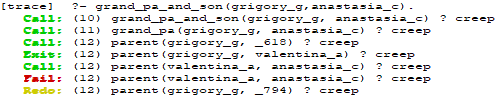 [trace]  ?- grand_pa_and_son(grigory_g,anastasia_c).
Call: (10) grand_pa_and_son(grigory_g, anastasia_c) ? creep
Call: (11) grand_pa(grigory_g, anastasia_c) ? creep
Call: (12) parent(grigory_g, _618) ? creep
Exit: (12) parent(grigory_g, valentina_a) ? creep
Call: (12) parent(valentina_a, anastasia_c) ? creep
Fail: (12) parent(valentina_a, anastasia_c) ? creep
Redo: (12) parent(grigory_g, _794) ? creep